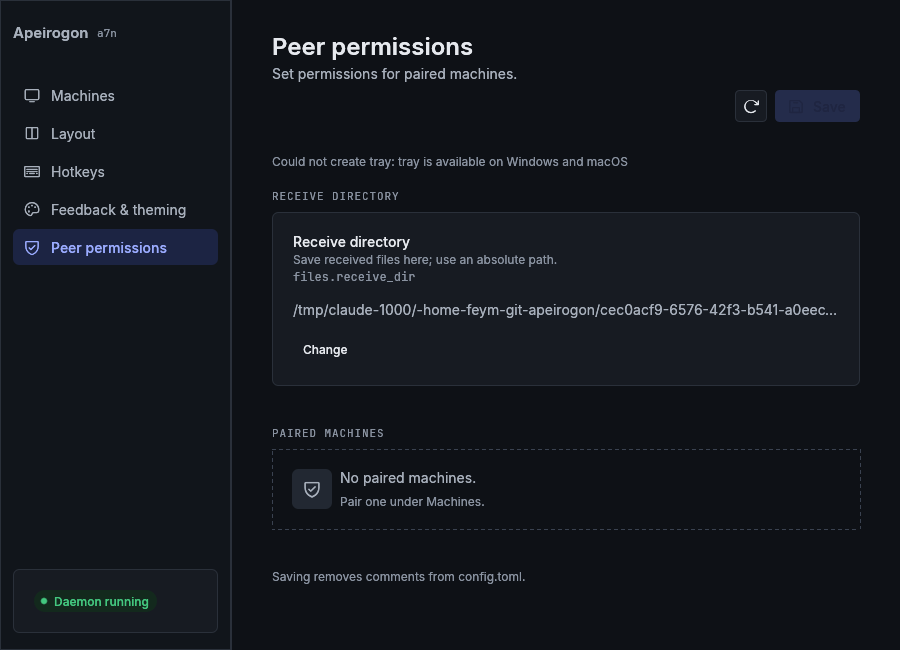 Apeirogon a7n
Machines
Layout
Hotkeys
Feedback & theming
Peer permissions
Daemon running
Peer permissions
Set permissions for paired machines.
Save
Could not create tray: tray is available on Windows and macOS
RECEIVE DIRECTORY
Receive directory
Save received files here; use an absolute path.
files.receive_dir
/tmp/claude-1000/-home-feym-git-apeirogon/cec0acf9-6576-42f3-b541-a0eec...
Change
PAIRED MACHINES
No paired machines.
Pair one under Machines.
Saving removes comments from config.toml.